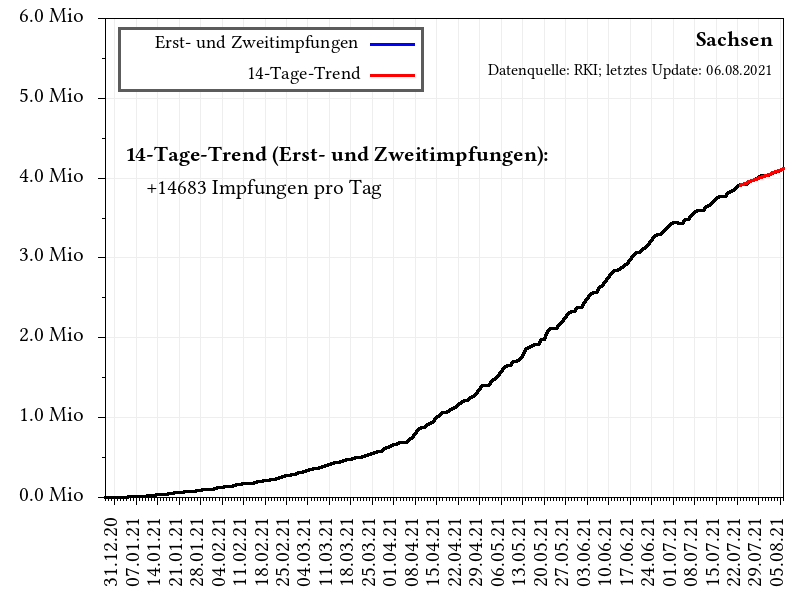 6.0 Mio
5.0 Mio
4.0 Mio
3.0 Mio
2.0 Mio
1.0 Mio
0.0 Mio
Erst- und Zweitimpfungen
14-Tage-Trend
Sachsen
Datenquelle: RKI; letztes Update: 06.08.2021
14-Tage-Trend (Erst- und Zweitimpfungen):
+14683 Impfungen pro Tag
31.12.20
07.01.21
14.01.21
21.01.21
28.01.21
04.02.21
11.02.21
18.02.21
25.02.21
04.03.21
11.03.21
18.03.21
25.03.21
01.04.21
08.04.21
15.04.21
22.04.21
29.04.21
06.05.21
13.05.21
20.05.21
27.05.21
03.06.21
10.06.21
17.06.21
24.06.21
01.07.21
08.07.21
15.07.21
22.07.21
29.07.21
05.08.21